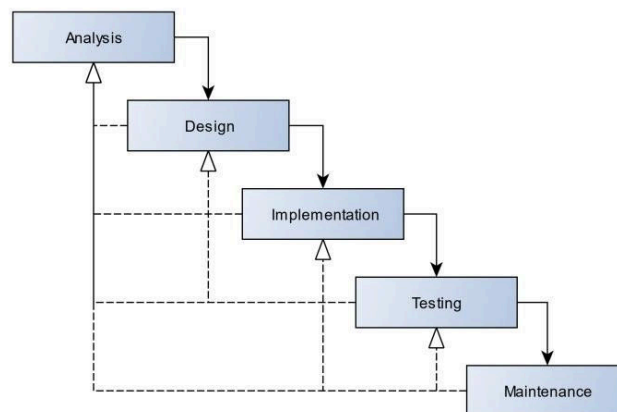 Analysis
Design
Implementation
Testing
Maintenance